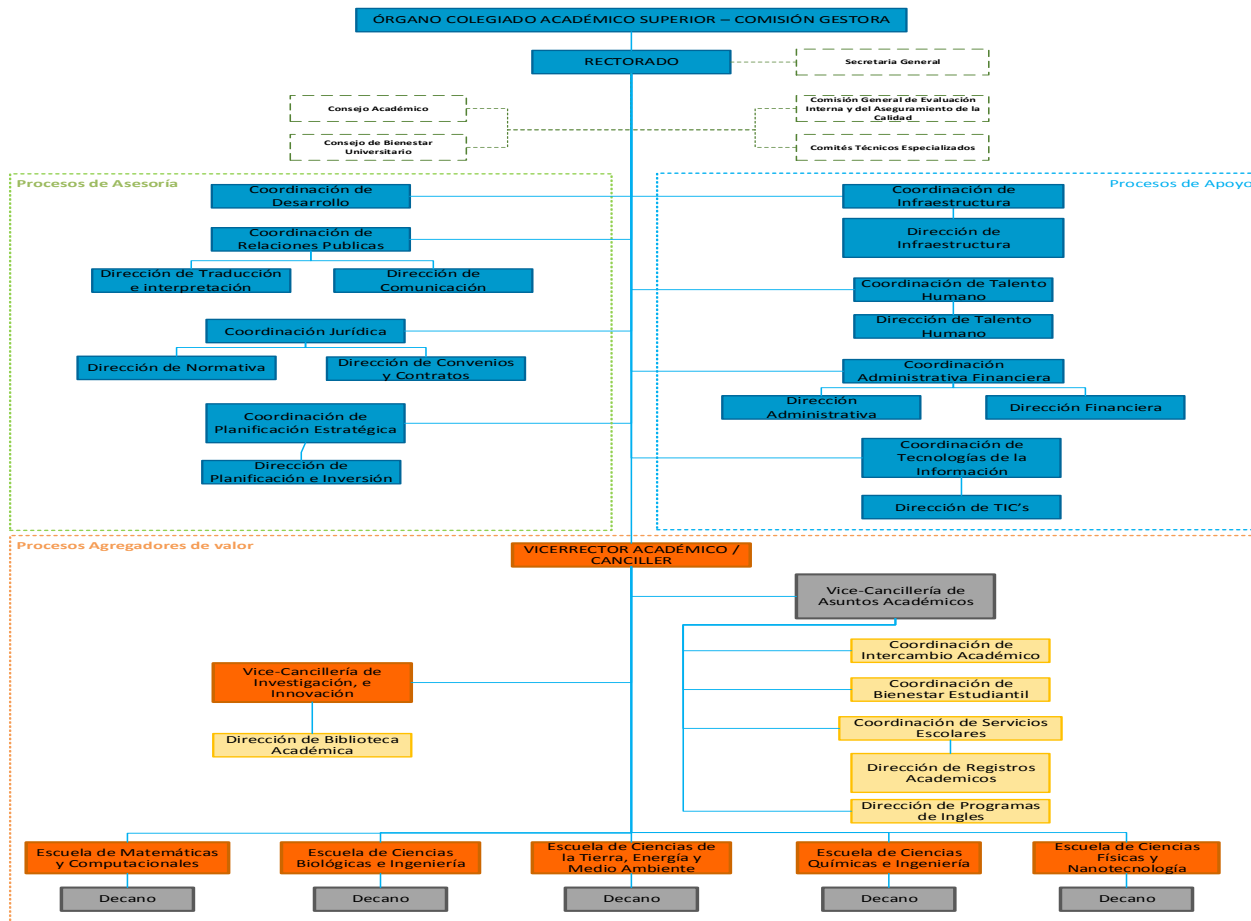 ÓRGANO COLEGIADO ACADÉMICO SUPERIOR – COMISIÓN GESTORA
RECTORADO
Secretaria General
Consejo Académico
Comisión General de Evaluación
Interna y del Aseguramiento de la
Calidad
Consejo de Bienestar
Universitario
Comités Técnicos Especializados
Procesos de Asesoría
Coordinación de
Desarrollo
Coordinación de
Relaciones Publicas
Dirección de Traducción
e interpretación
Dirección de
Comunicación
Coordinación Jurídica
Dirección de Normativa
Dirección de Convenios
y Contratos
Coordinación de
Planificación Estratégica
Dirección de
Planificación e Inversión
Procesos de Apoyo
Coordinación de
Infraestructura
Dirección de
Infraestructura
Coordinación de Talento
Humano
Dirección de Talento
Humano
Coordinación
Administrativa Financiera
Dirección
Administrativa
Dirección Financiera
Coordinación de
Tecnologías de la
Información
Dirección de TIC's
Procesos Agregadores de valor
VICERRECTOR ACADÉMICO /
CANCILLER
Vice-Cancillería de
Asuntos Académicos
Vice-Cancillería de
Investigación, e
Innovación
Dirección de Biblioteca
Académica
Coordinación de
Intercambio Académico
Coordinación de
Bienestar Estudiantil
Coordinación de Servicios
Escolares
Dirección de Registros
Academicos
Dirección de Programas
de Ingles
Escuela de Matemáticas
y Computacionales
Escuela de Ciencias
Biológicas e Ingeniería
Escuela de Ciencias de
la Tierra, Energía y
Medio Ambiente
Escuela de Ciencias
Químicas e Ingeniería
Escuela de Ciencias
Físicas y
Nanotecnología
Decano
Decano
Decano
Decano
Decano